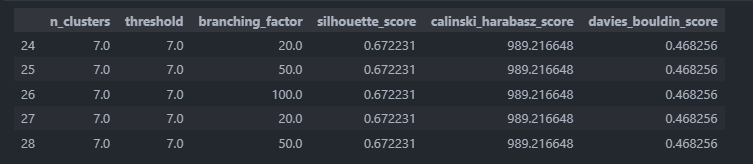 n_clusters threshold branching_factor silhouette_score calinski_harabasz_score davies_bouldin_score
24 7.0 7.0 20.0 0.672231 989.216648 0.468256
25 7.0 7.0 50.0 0.672231 989.216648 0.468256
26 7.0 7.0 100.0 0.672231 989.216648 0.468256
27 7.0 7.0 20.0 0.672231 989.216648 0.468256
28 7.0 7.0 50.0 0.672231 989.216648 0.468256